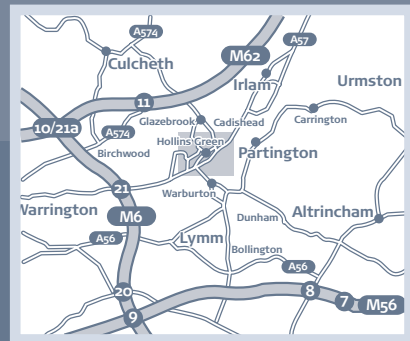 A574
A57
Culcheth
M62
Irlam
Urmston
11
Glazebrook
Cadishead
Carrington
10/21a
A574
Hollins Green
Birchwood
Partington
21
Warburton
Warrington
M6
Dunham
Altrincham
A56
Lymm
Bollington
A56
20
8
7
M56
9